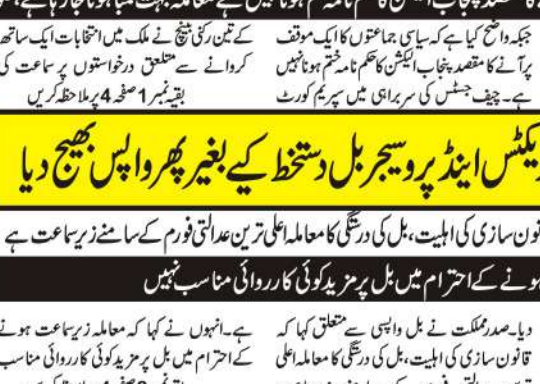 جبکہ واضح کیا ہے کہ سیاسی جماعتوں کا ایک موقف
پر آنے کا مقصد پنجاب الیکشن کا حکم نامہ ختم ہونا نہیں
ہے۔ چیف جسٹس کی سربراہی میں سپریم کورٹ
کے تین رکنی بینچ نے ملک میں انتخابات ایک ساتھ
کروانے سے متعلق درخواستوں پر سماعت کی
بقیہ نمبر 1 صفحہ 4 پر ملاحظہ کریں
یکٹس اینڈ پروسیجر بل دستخط کیے بغیر پھر واپس بھیج دیا
نون سازی کی اہلیت، بل کی درستگی کا معاملہ اعلیٰ ترین عدالتی فورم کے سامنے زیر سماعت ہے
ہونے کے احترام میں بل پر مزید کوئی کارروائی مناسب نہیں
دیا۔ صدر مملکت نے بل واپسی سے متعلق کہا کہ
قانون سازی کی اہلیت، بل کی درستگی کا معاملہ اعلیٰ
ہے۔ انہوں نے کہا کہ معاملہ زیر سماعت ہونے
کے احترام میں بل پر مزید کوئی کارروائی مناسب